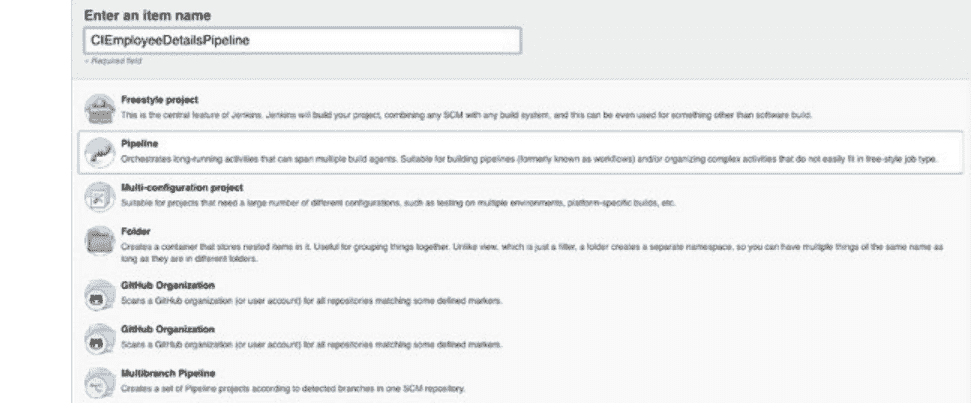 Enter an item name
CIEmployeeDetailsPipeline
» Required field
Freestyle project
This is the central feature of Jenkins. Jenkins will build your project, combining any SCM with any build system, and this can be even used for something other than software build.
Pipeline
Orchestrates long-running activities that can span multiple build agents. Suitable for building pipelines (formerly known as workflows) and/or organizing complex activities that do not easily fit in free-style job type.
Multi-configuration project
Suitable for projects that need a large number of different configurations, such as testing on multiple environments, platform-specific builds, etc.
Folder
Creates a container that stores nested items in it. Useful for grouping things together. Unlike view, which is just a filter, a folder creates a separate namespace, so you can have multiple things of the same name as
long as they are in different folders.
GitHub Organization
Scans a GitHub organization (or user account) for all repositories matching some defined markers.
GitHub Organization
Scans a GitHub organization (or user account) for all repositories matching some defined markers.
Multibranch Pipeline
Creates a set of Pipeline projects according to detected branches in one SCM repository.